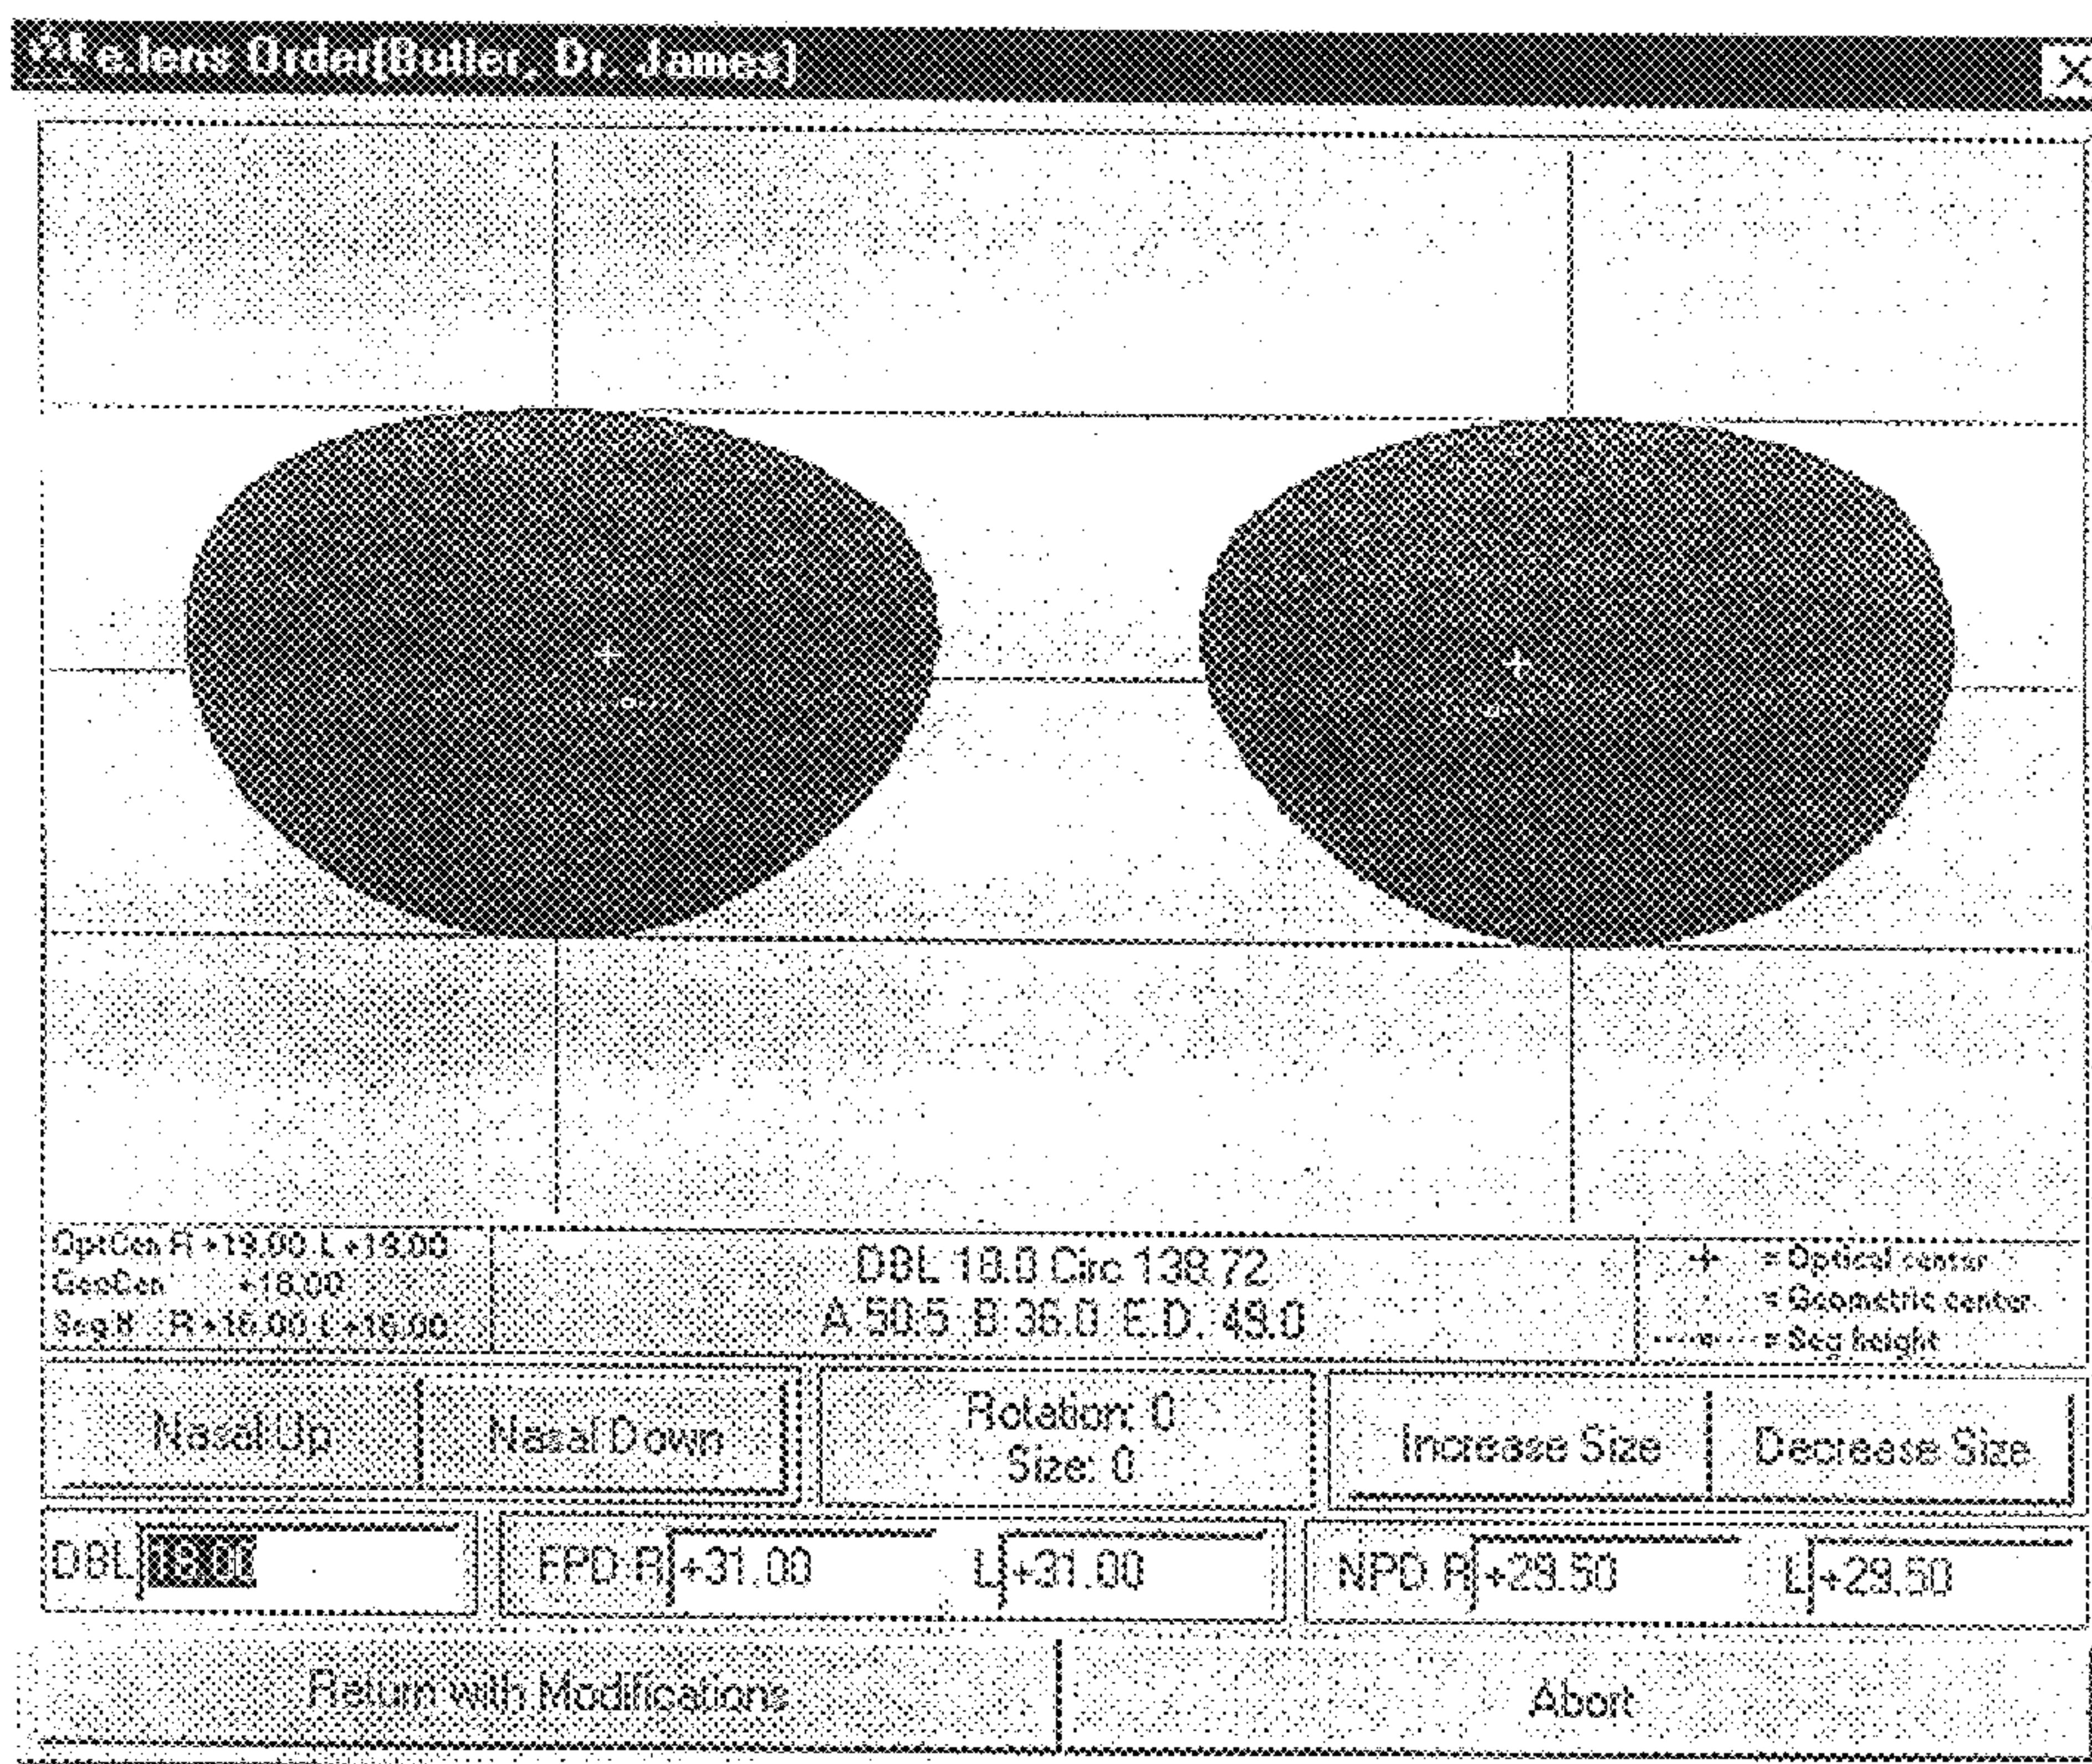 e.lens Order[Butler, Dr. James]
OptCen R +19.00 L +19.00
GeoCen +18.00
Seg H R +16.00 L +16.00
DBL 18.0 Circ 138.72
A 50.5 B 36.0 E.D. 49.0
+ = Optical center
= Geometric center
= Seg height
Nasal Up
Nasal Down
Rotation: 0
Size: 0
Increase Size
Decrease Size
DBL 18.00
FPD R +31.00 L +31.00
NPD R +29.50 L +29.50
Return with Modifications
Abort